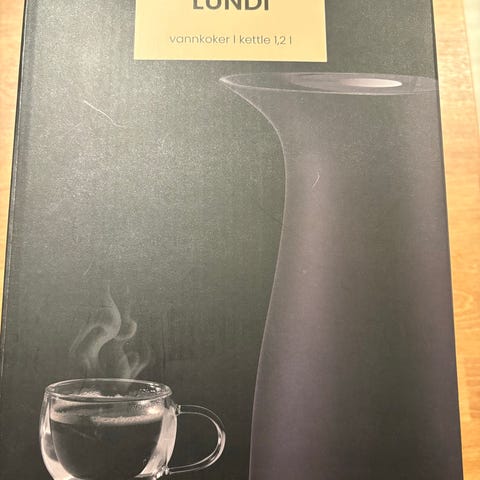 LUNDI
vannkoker l kettle 1,2 l